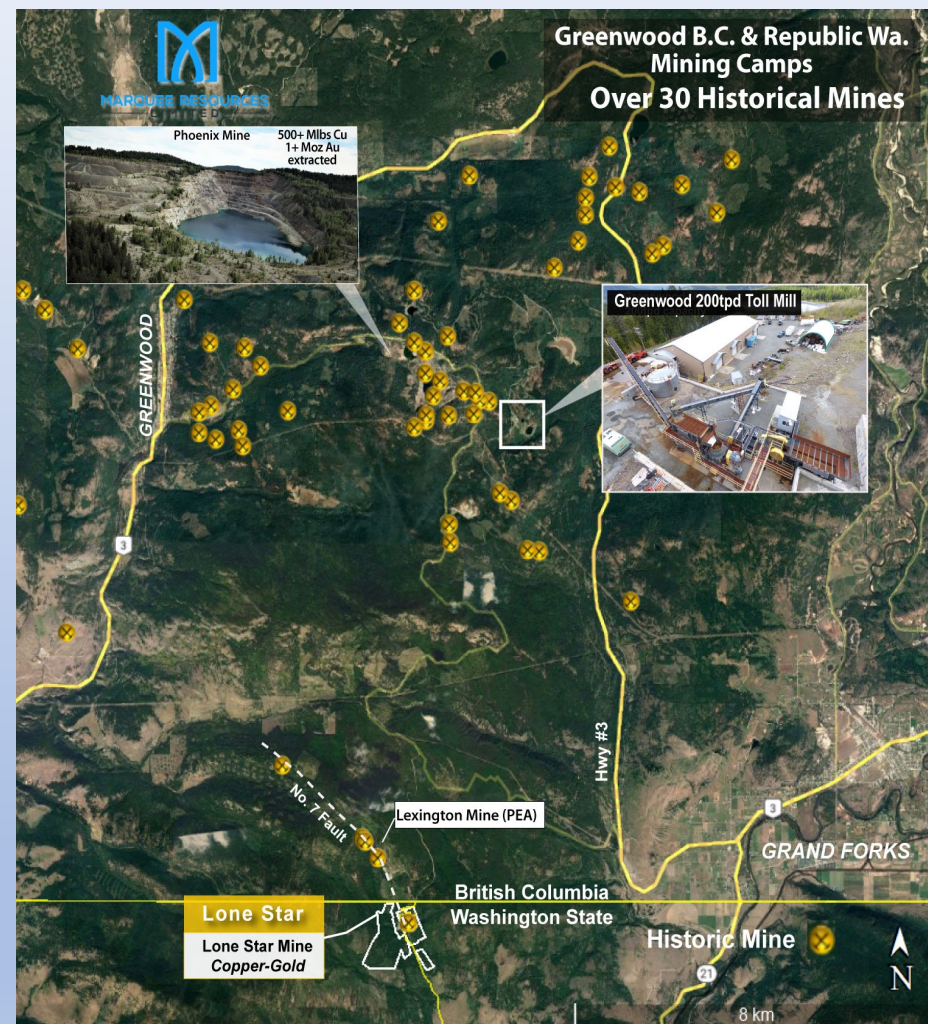 MARQUEE RESOURCES
LIMITED
Greenwood B.C. & Republic Wa.
Mining Camps
Over 30 Historical Mines
Phoenix Mine
500+ Mlbs Cu
1+ Moz Au
extracted
Greenwood 200tpd Toll Mill
GREENWOOD
3
Hwy #3
No. 7 Fault
Lexington Mine (PEA)
3
GRAND FORKS
British Columbia
Washington State
Lone Star
Lone Star Mine
Copper-Gold
Historic Mine
21
N
8 km